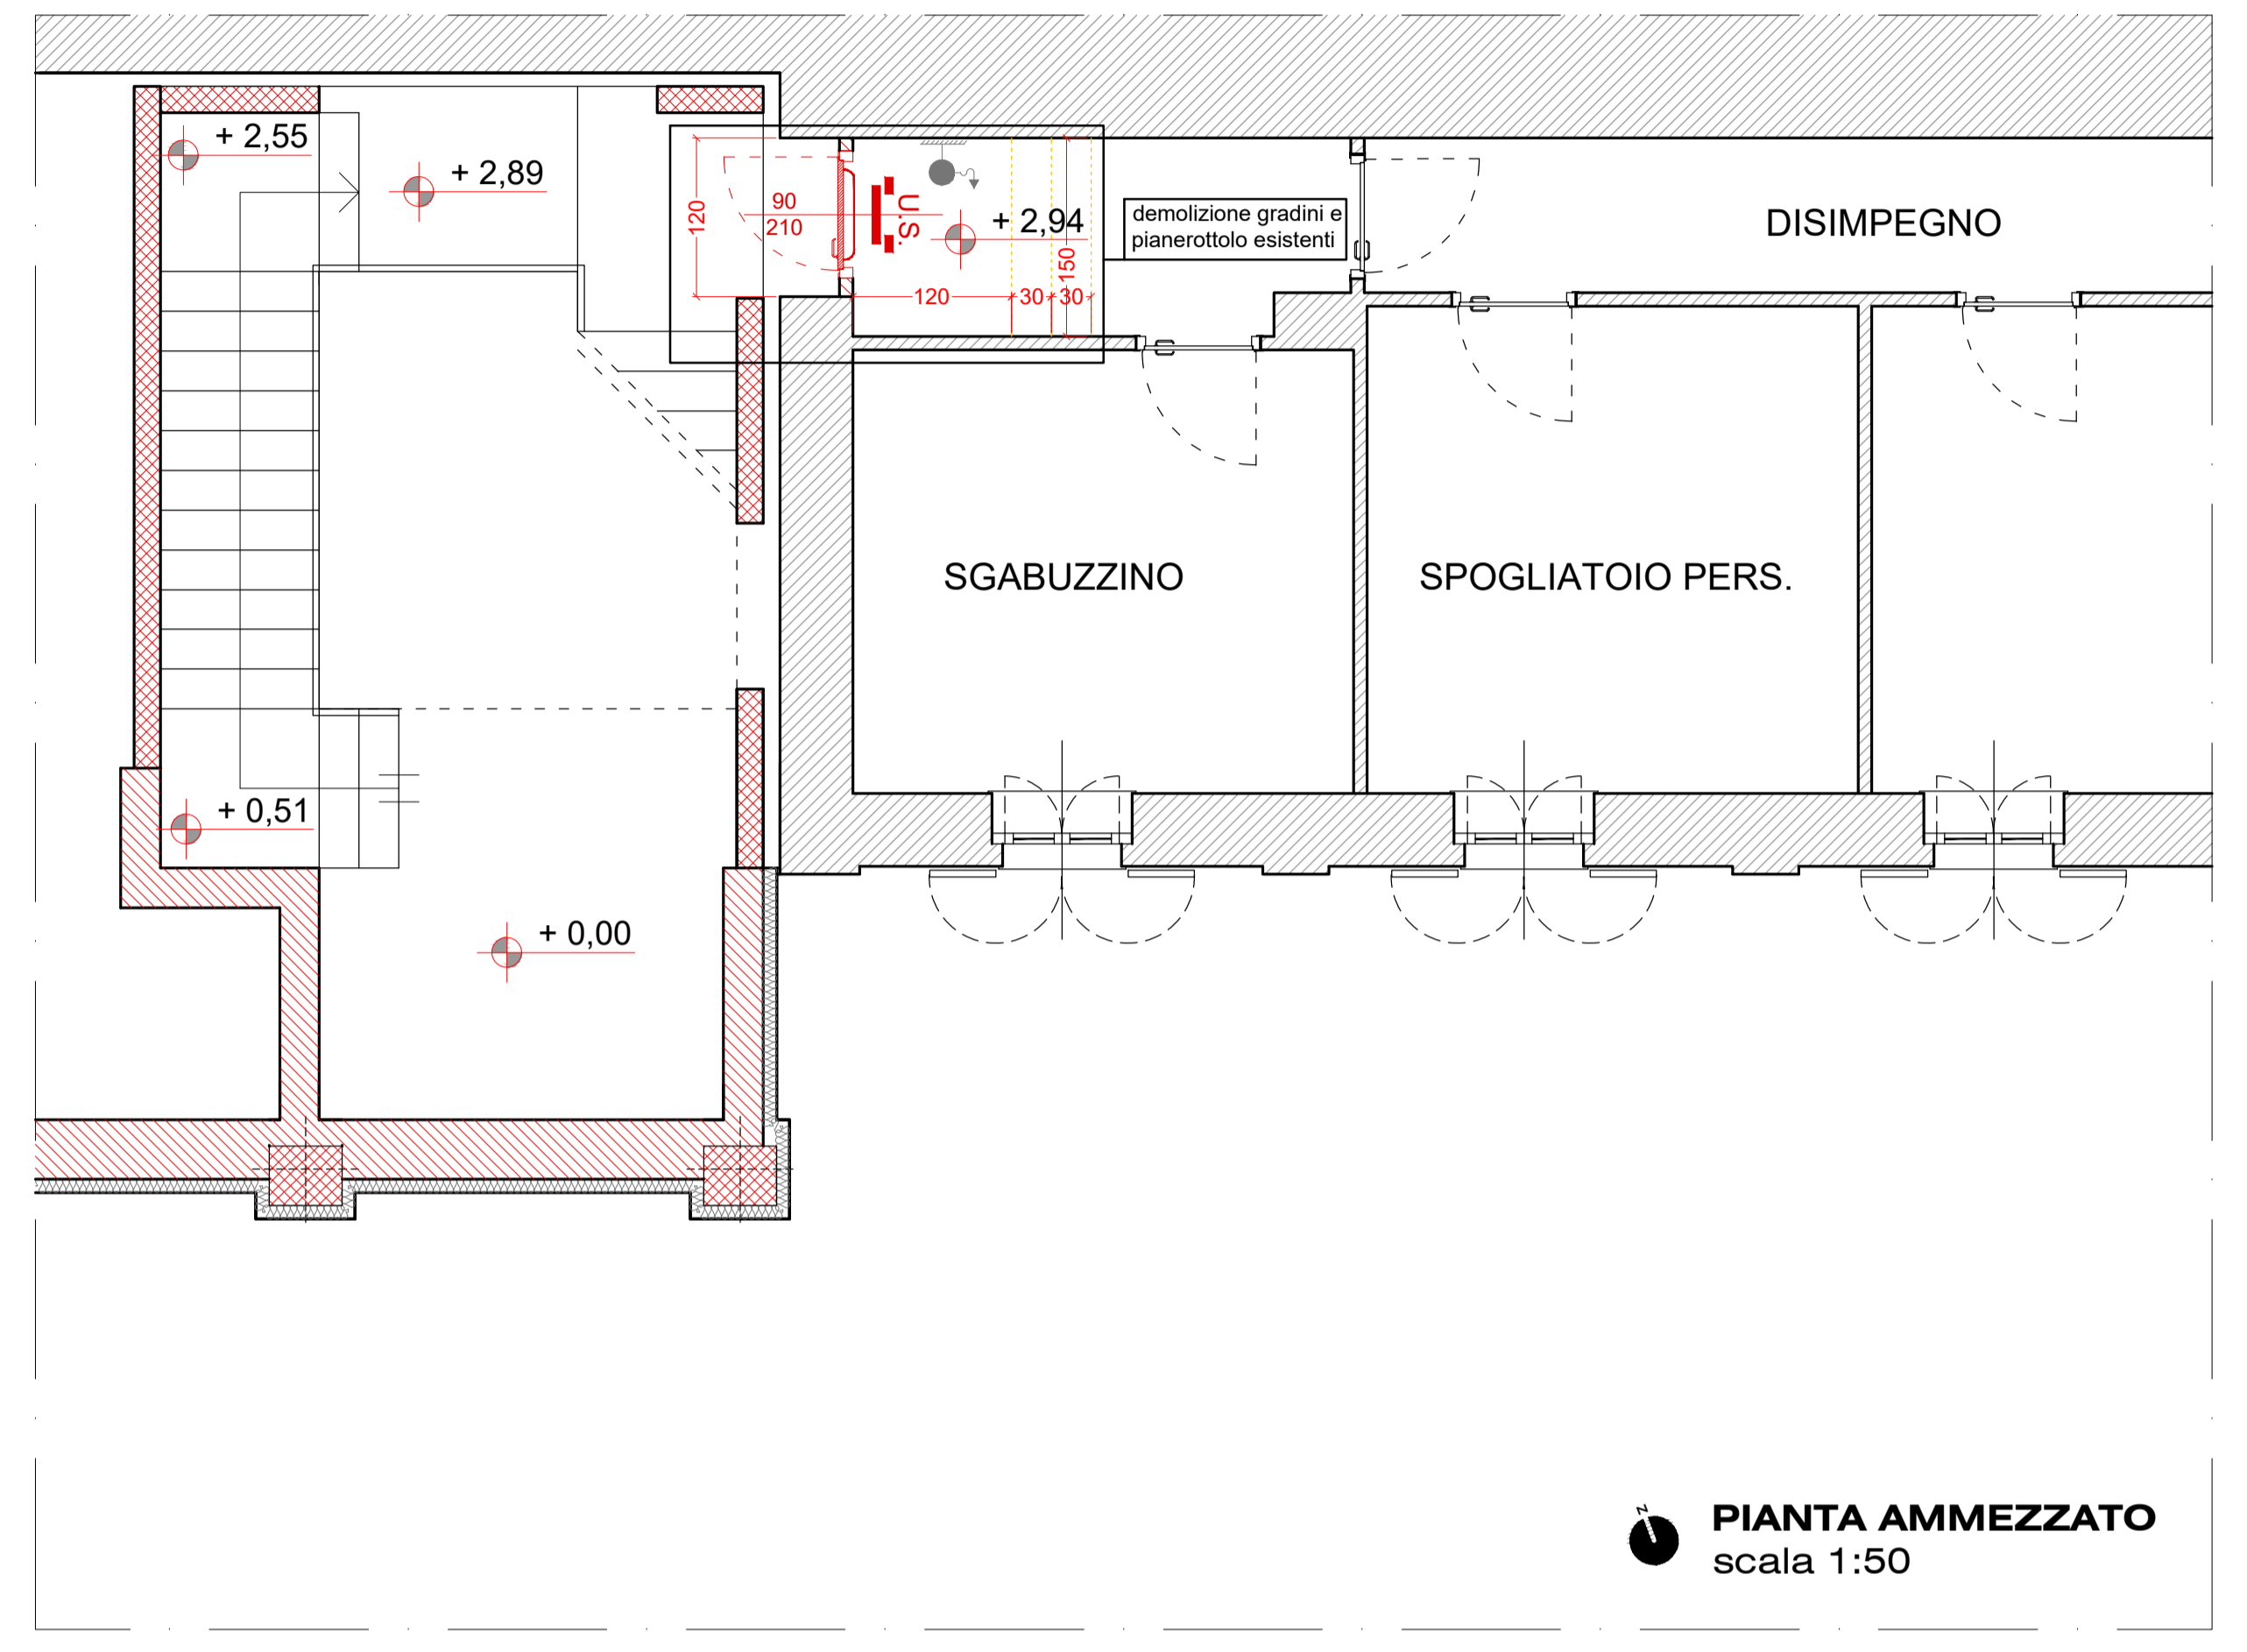 + 2,55
+ 2,89
120
90
210
U.S.
+ 2,94
150
120
30
30
demolizione gradini e
pianerottolo esistenti
DISIMPEGNO
SGABUZZINO
SPOGLIATOIO PERS.
+ 0,51
+ 0,00
N
PIANTA AMMEZZATO
scala 1:50